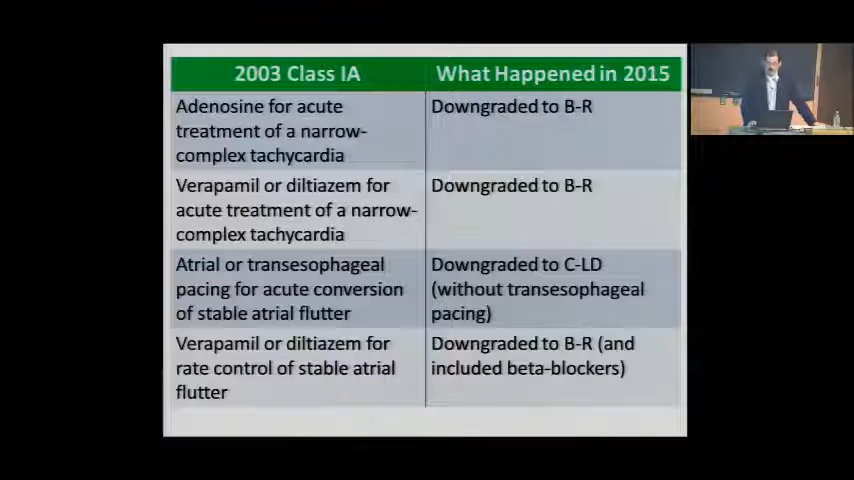 2003 Class IA
What Happened in 2015
Adenosine for acute
treatment of a narrow-
complex tachycardia
Downgraded to B-R
Verapamil or diltiazem for
acute treatment of a narrow-
complex tachycardia
Downgraded to B-R
Atrial or transesophageal
pacing for acute conversion
of stable atrial flutter
Downgraded to C-LD
(without transesophageal
pacing)
Verapamil or diltiazem for
rate control of stable atrial
flutter
Downgraded to B-R (and
included beta-blockers)